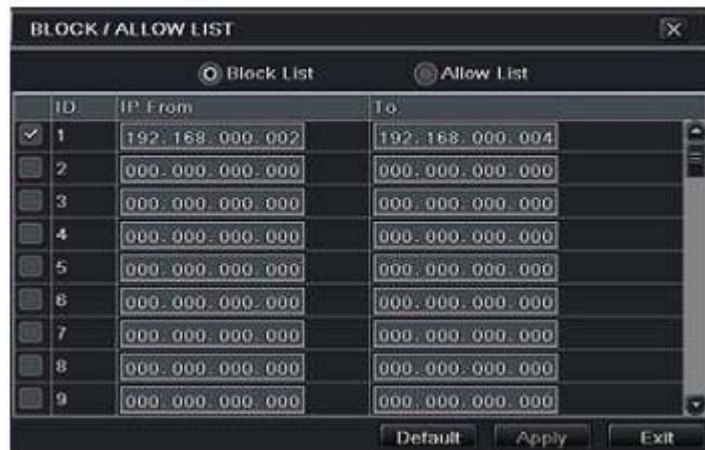 BLOCK / ALLOW LIST
Block List Allow List
ID IP From To
1 192. 168. 000. 002 192. 168. 000. 004
2 000. 000. 000. 000 000. 000. 000. 000
3 000. 000. 000. 000 000. 000. 000. 000
4 000. 000. 000. 000 000. 000. 000. 000
5 000. 000. 000. 000 000. 000. 000. 000
6 000. 000. 000. 000 000. 000. 000. 000
7 000. 000. 000. 000 000. 000. 000. 000
8 000. 000. 000. 000 000. 000. 000. 000
9 000. 000. 000. 000 000. 000. 000. 000
Default Apply Exit